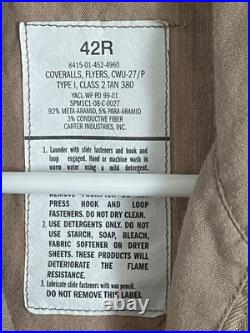 42R
8415-01-452-4960
COVERALLS, FLYERS, CWU-27/P
TYPE I, CLASS 2 TAN 380
YACL-WP PD 99-01
SPM1C1-08-C-0027
92% META-ARAMID, 5% PARA-ARAMID
3% CONDUCTIVE FIBER
CARTER INDUSTRIES, INC.
1. Launder with slide fasteners and hook and
loop engaged. Hand or machine wash in
warm water using a mild detergent.
REMOVE PROMPTLY. DO NOT
PRESS HOOK AND LOOP
FASTENERS. DO NOT DRY CLEAN.
2. USE DETERGENTS ONLY. DO NOT
USE STARCH, SOAP, BLEACH,
FABRIC SOFTENER OR DRYER
SHEETS. THESE PRODUCTS WILL
DETERIORATE THE FLAME
RESISTANCE.
3. Lubricate slide fasteners with wax pencil.
DO NOT REMOVE THIS LABEL